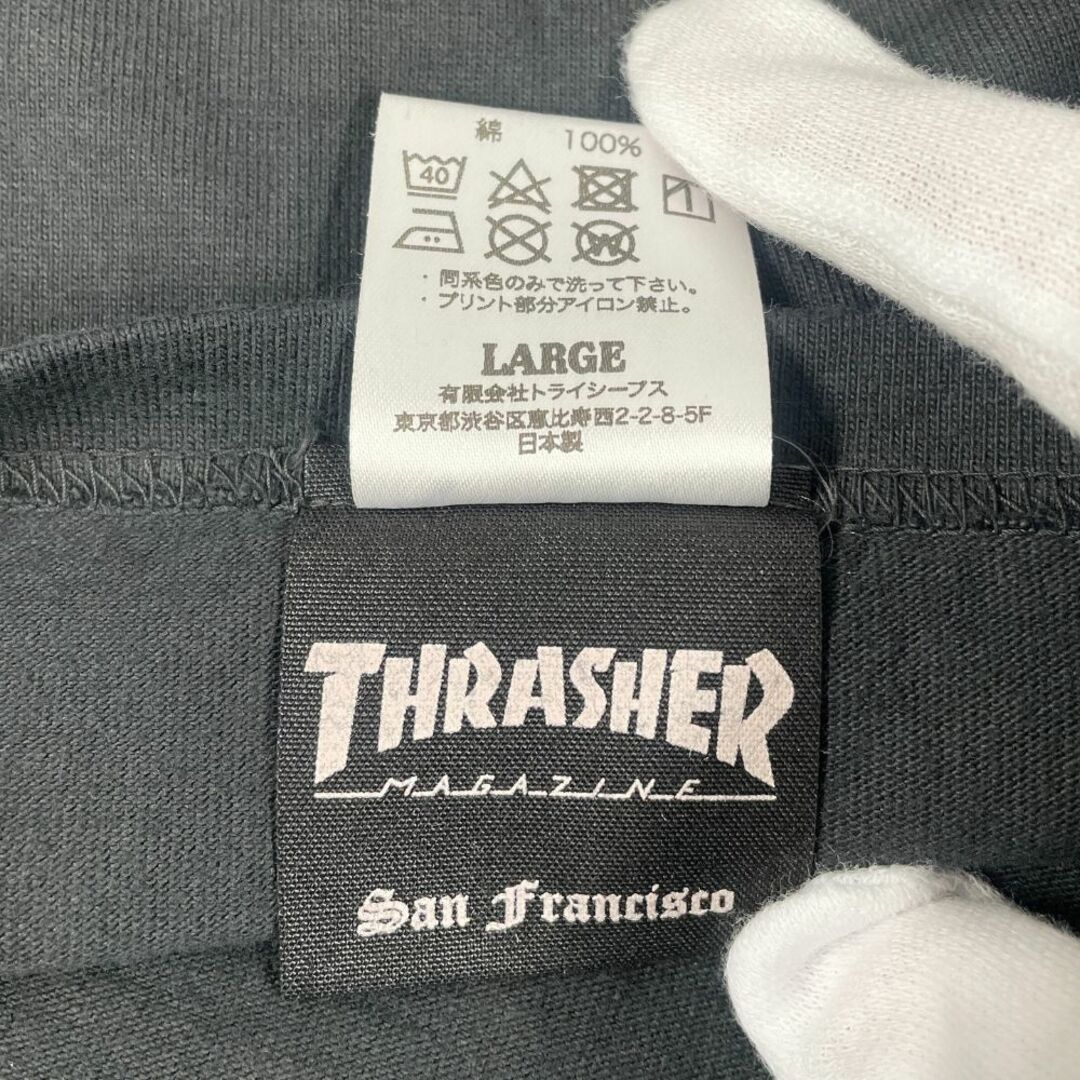 綿 100%
40
W
・同系色のみで洗って下さい。
・プリント部分アイロン禁止。
LARGE
有限会社トライシープス
東京都渋谷区恵比寿西2-2-8-5F
日本製
THRASHER
MAGAZINE
San Francisco